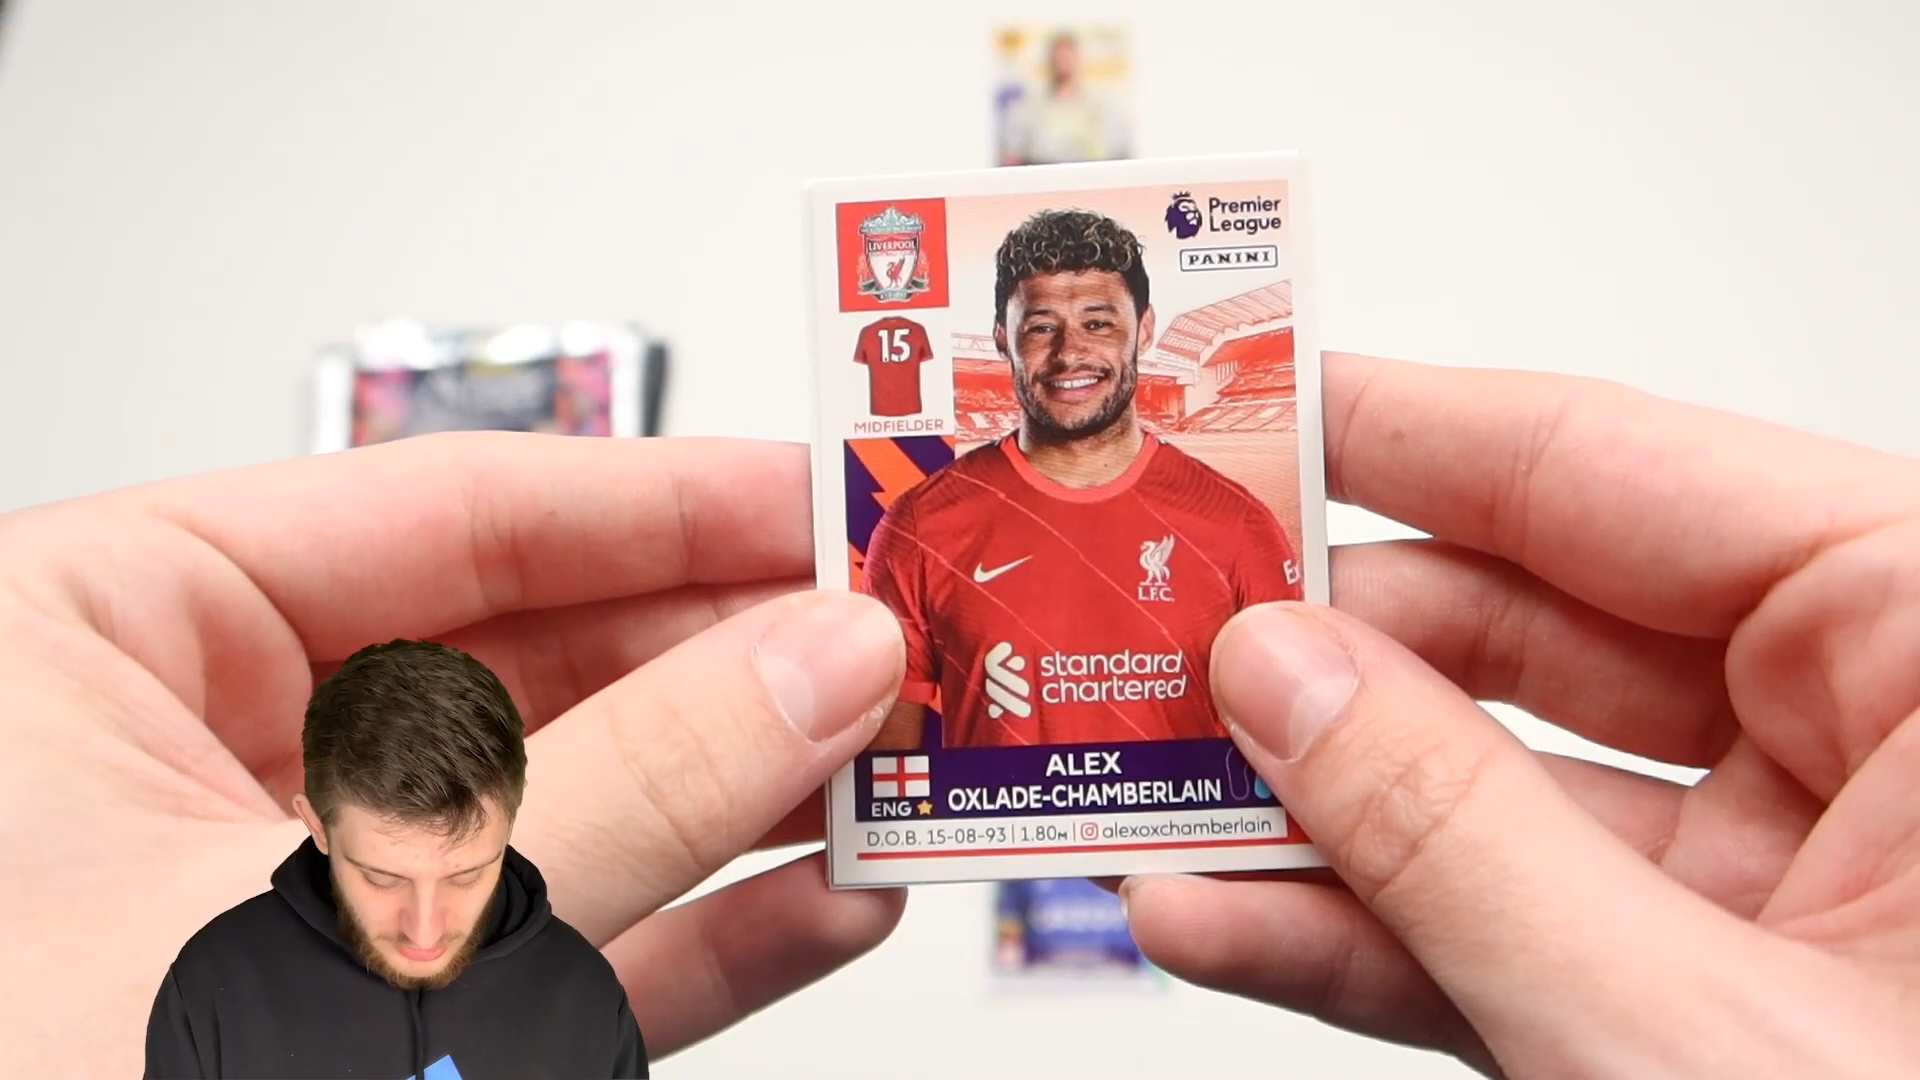 Premier
League
PANINI
LIVERPOOL
15
MIDFIELDER
L.F.C.
standard
chartered
ALEX
OXLADE-CHAMBERLAIN
ENG
D.O.B. 15-08-93 | 1.80M | alexoxchamberlain